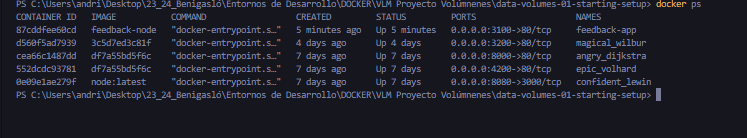 PS C:\Users\andri\Desktop\23_24_Benigasló\Entornos de Desarrollo\DOCKER\VLM Proyecto Volúmnenes\data-volumes-01-starting-setup> docker ps
CONTAINER ID IMAGE COMMAND CREATED STATUS PORTS NAMES
87cddfee60cd feedback-node "docker-entrypoint.s…" 5 minutes ago Up 5 minutes 0.0.0.0:3100->80/tcp feedback-app
d560f5ad7939 3c5d7ed3c81f "docker-entrypoint.s…" 4 days ago Up 4 days 0.0.0.0:3200->80/tcp magical_wilbur
cea66c1487dd df7a55bd5f6c "docker-entrypoint.s…" 7 days ago Up 7 days 0.0.0.0:8000->80/tcp angry_dijkstra
552dcdc93781 df7a55bd5f6c "docker-entrypoint.s…" 7 days ago Up 7 days 0.0.0.0:4200->80/tcp epic_volhard
0e09e1ae279f node:latest "docker-entrypoint.s…" 7 days ago Up 7 days 0.0.0.0:8080->3000/tcp confident_lewin
PS C:\Users\andri\Desktop\23_24_Benigasló\Entornos de Desarrollo\DOCKER\VLM Proyecto Volúmnenes\data-volumes-01-starting-setup>